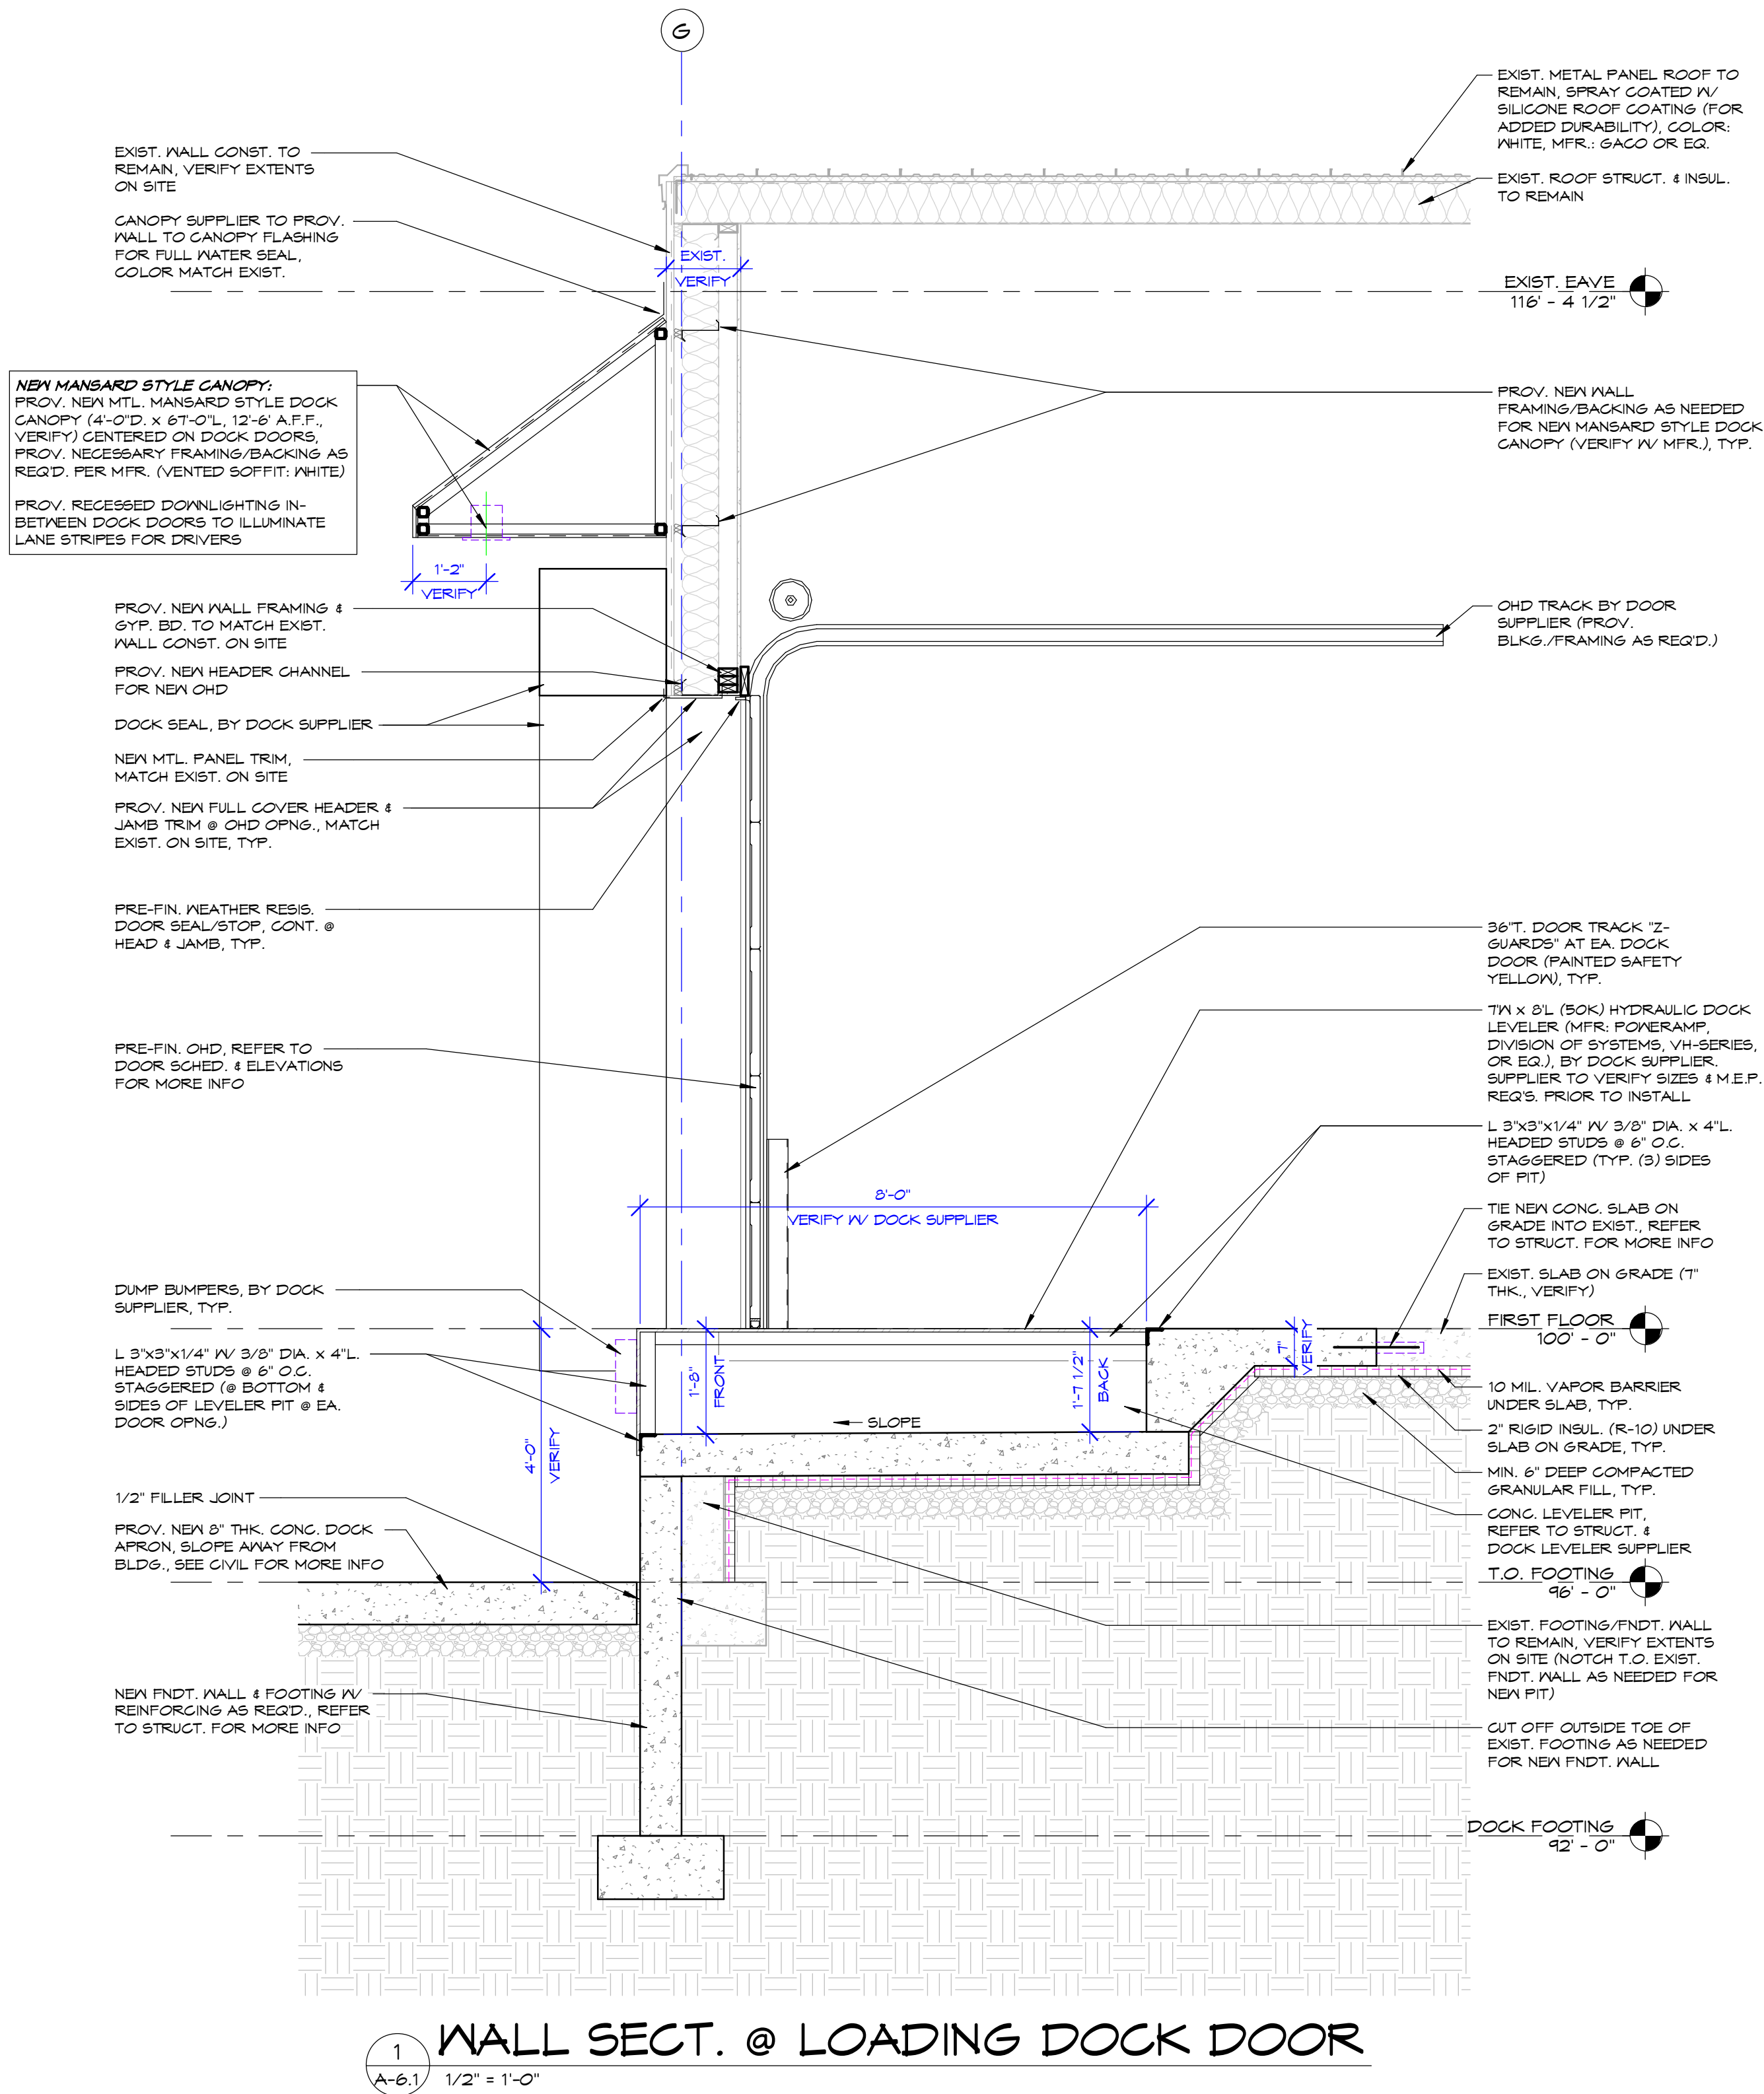 G
EXIST. METAL PANEL ROOF TO
REMAIN, SPRAY COATED W/
SILICONE ROOF COATING (FOR
ADDED DURABILITY), COLOR:
WHITE, MFR.: GACO OR EQ.
EXIST. ROOF STRUCT. & INSUL.
TO REMAIN
EXIST. WALL CONST. TO
REMAIN, VERIFY EXTENTS
ON SITE
CANOPY SUPPLIER TO PROV.
WALL TO CANOPY FLASHING
FOR FULL WATER SEAL,
COLOR MATCH EXIST.
EXIST.
VERIFY
EXIST. EAVE
116' - 4 1/2"
NEW MANSARD STYLE CANOPY:
PROV. NEW MTL. MANSARD STYLE DOCK
CANOPY (4'-0"D. x 67'-0"L, 12'-6' A.F.F.,
VERIFY) CENTERED ON DOCK DOORS,
PROV. NECESSARY FRAMING/BACKING AS
REQ'D. PER MFR. (VENTED SOFFIT: WHITE)
PROV. RECESSED DOWNLIGHTING IN-
BETWEEN DOCK DOORS TO ILLUMINATE
LANE STRIPES FOR DRIVERS
PROV. NEW WALL
FRAMING/BACKING AS NEEDED
FOR NEW MANSARD STYLE DOCK
CANOPY (VERIFY W/ MFR.), TYP.
1'-2"
VERIFY
PROV. NEW WALL FRAMING &
GYP. BD. TO MATCH EXIST.
WALL CONST. ON SITE
PROV. NEW HEADER CHANNEL
FOR NEW OHD
DOCK SEAL, BY DOCK SUPPLIER
NEW MTL. PANEL TRIM,
MATCH EXIST. ON SITE
PROV. NEW FULL COVER HEADER &
JAMB TRIM @ OHD OPNG., MATCH
EXIST. ON SITE, TYP.
PRE-FIN. WEATHER RESIS.
DOOR SEAL/STOP, CONT. @
HEAD & JAMB, TYP.
PRE-FIN. OHD, REFER TO
DOOR SCHED. & ELEVATIONS
FOR MORE INFO
OHD TRACK BY DOOR
SUPPLIER (PROV.
BLKG./FRAMING AS REQ'D.)
36"T. DOOR TRACK "Z-
GUARDS" AT EA. DOCK
DOOR (PAINTED SAFETY
YELLOW), TYP.
7'W x 8'L (50K) HYDRAULIC DOCK
LEVELER (MFR: POWERAMP,
DIVISION OF SYSTEMS, VH-SERIES,
OR EQ.), BY DOCK SUPPLIER.
SUPPLIER TO VERIFY SIZES & M.E.P.
REQ'S. PRIOR TO INSTALL
L 3"x3"x1/4" W/ 3/8" DIA. x 4"L.
HEADED STUDS @ 6" O.C.
STAGGERED (TYP. (3) SIDES
OF PIT)
TIE NEW CONC. SLAB ON
GRADE INTO EXIST., REFER
TO STRUCT. FOR MORE INFO
EXIST. SLAB ON GRADE (7"
THK., VERIFY)
FIRST FLOOR
100' - 0"
8'-0"
VERIFY W/ DOCK SUPPLIER
DUMP BUMPERS, BY DOCK
SUPPLIER, TYP.
L 3"x3"x1/4" W/ 3/8" DIA. x 4"L.
HEADED STUDS @ 6" O.C.
STAGGERED (@ BOTTOM &
SIDES OF LEVELER PIT @ EA.
DOOR OPNG.)
1'-8"
FRONT
1'-7 1/2"
BACK
7"
VERIFY
SLOPE
4'-0"
VERIFY
10 MIL. VAPOR BARRIER
UNDER SLAB, TYP.
2" RIGID INSUL. (R-10) UNDER
SLAB ON GRADE, TYP.
MIN. 6" DEEP COMPACTED
GRANULAR FILL, TYP.
CONC. LEVELER PIT,
REFER TO STRUCT. &
DOCK LEVELER SUPPLIER
T.O. FOOTING
96' - 0"
1/2" FILLER JOINT
PROV. NEW 8" THK. CONC. DOCK
APRON, SLOPE AWAY FROM
BLDG., SEE CIVIL FOR MORE INFO
NEW FNDT. WALL & FOOTING W/
REINFORCING AS REQ'D., REFER
TO STRUCT. FOR MORE INFO
EXIST. FOOTING/FNDT. WALL
TO REMAIN, VERIFY EXTENTS
ON SITE (NOTCH T.O. EXIST.
FNDT. WALL AS NEEDED FOR
NEW PIT)
CUT OFF OUTSIDE TOE OF
EXIST. FOOTING AS NEEDED
FOR NEW FNDT. WALL
DOCK FOOTING
92' - 0"
1
A-6.1
WALL SECT. @ LOADING DOCK DOOR
1/2" = 1'-0"